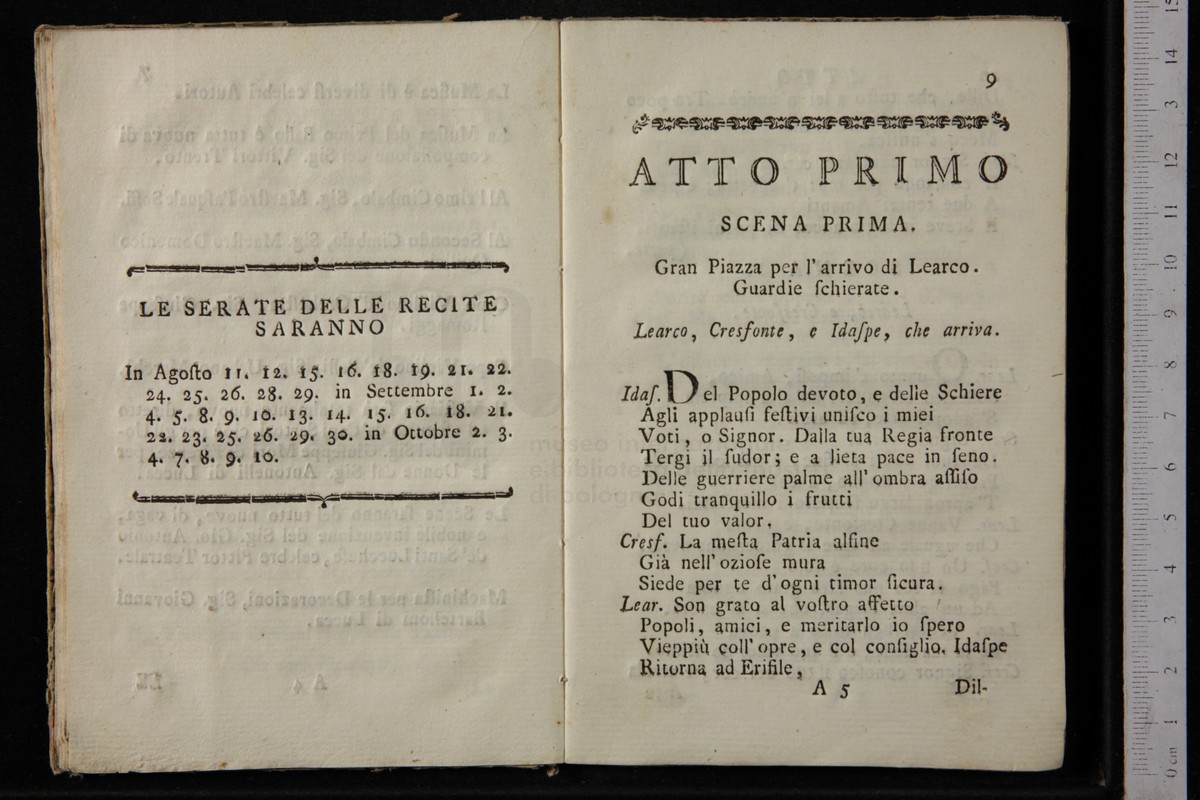 LE SERATE DELLE RECITE
SARANNO
In Agoſto 11. 12. 15. 16. 18. 19. 21. 22.
24. 25. 26. 28. 29. in Settembre 1. 2.
4. 5. 8. 9. 10. 13. 14. 15. 16. 18. 21.
22. 23. 25. 26. 29. 30. in Ottobre 2. 3.
4. 7. 8. 9. 10.
9
ATTO PRIMO
SCENA PRIMA.
Gran Piazza per l'arrivo di Learco.
Guardie ſchierate.
Learco, Cresfonte, e Idaſpe, che arriva.
Idaſ. Del Popolo devoto, e delle Schiere
Agli applauſi feſtivi uniſco i miei
Voti, o Signor. Dalla tua Regia fronte
Tergi il ſudor; e a lieta pace in ſeno.
Delle guerriere palme all' ombra aſſiſo
Godi tranquillo i frutti
Del tuo valor.
Cresf. La meſta Patria alfine
Già nell' ozioſe mura
Siede per te d'ogni timor ſicura.
Lear. Son grato al voſtro affetto
Popoli, amici, e meritarlo io ſpero
Vieppiù coll' opre, e col conſiglio. Idaſpe
Ritorna ad Erifile,
A 5 Dil-